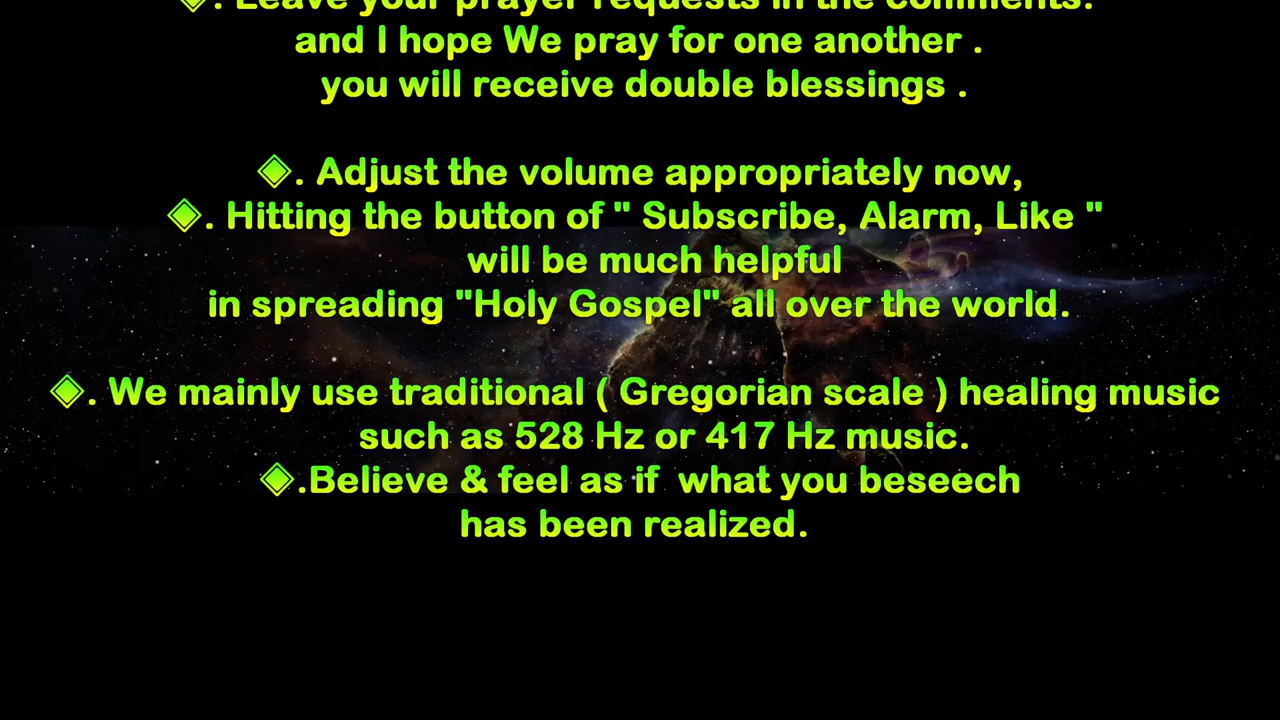 ◈. Leave your prayer requests in the comments.
and I hope We pray for one another .
you will receive double blessings .
◈. Adjust the volume appropriately now,
◈. Hitting the button of " Subscribe, Alarm, Like "
will be much helpful
in spreading "Holy Gospel" all over the world.
◈. We mainly use traditional ( Gregorian scale ) healing music
such as 528 Hz or 417 Hz music.
◈.Believe & feel as if what you beseech
has been realized.